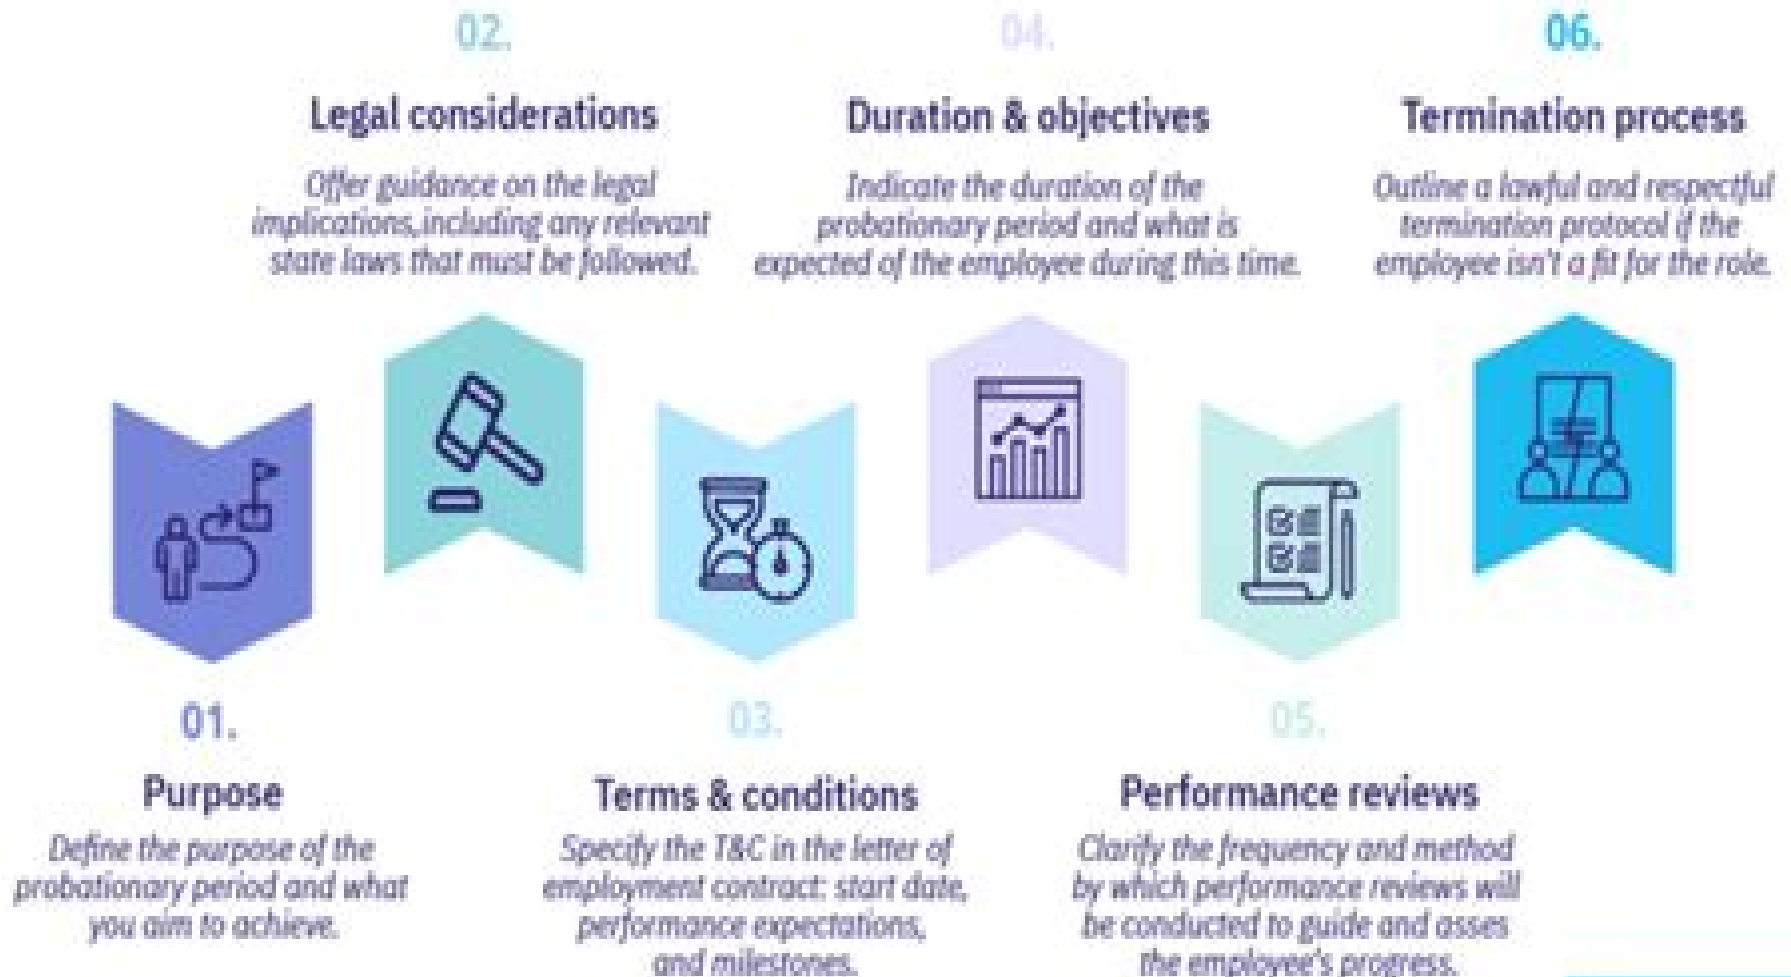 02.
Legal considerations
Offer guidance on the legal
implications,including any relevant
state laws that must be followed.
04.
Duration & objectives
Indicate the duration of the
probationary period and what is
expected of the employee during this time.
06.
Termination process
Outline a lawful and respectful
termination protocol if the
employee isn't a fit for the role.
01.
Purpose
Define the purpose of the
probationary period and what
you aim to achieve.
03.
Terms & conditions
Specify the T&C in the letter of
employment contract: start date,
performance expectations,
and milestones.
05.
Performance reviews
Clarify the frequency and method
by which performance reviews will
be conducted to guide and asses
the employee's progress.